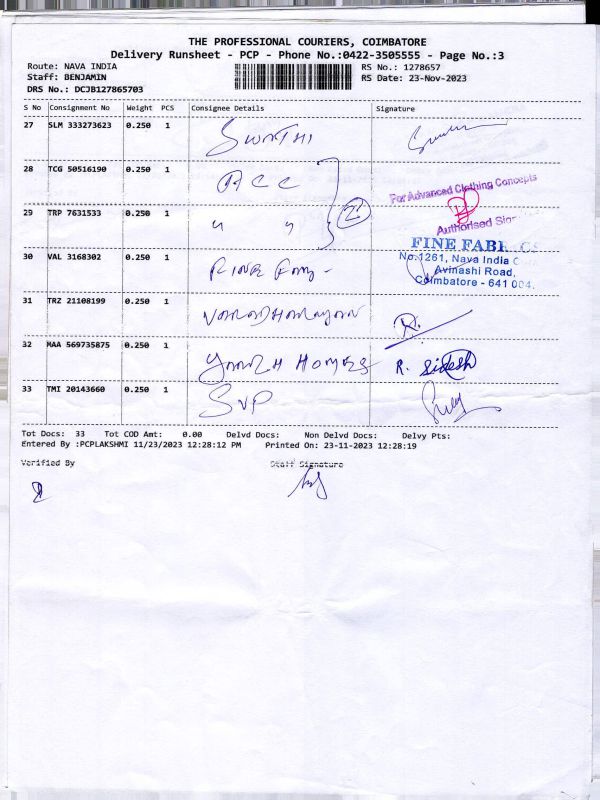 THE PROFESSIONAL COURIERS, COIMBATORE
Delivery Runsheet - PCP - Phone No.:0422-3505555 - Page No.:3
Route: NAVA INDIA RS No.: 1278657
Staff: BENJAMIN RS Date: 23-Nov-2023
DRS No.: DCJB127865703
S No Consignment No Weight PCS Consignee Details Signature
27 SLM 333273623 0.250 1 SWATHI
28 TCG 50516190 0.250 1 ACC
For Advanced Clothing Concepts
29 TRP 7631533 0.250 1 " " 2
Authorised Sig
FINE FABRICS
30 VAL 3168302 0.250 1 FINE
No.1261, Nava India
Avinashi Road,
Coimbatore - 641 004.
31 TRZ 21108199 0.250 1 VARADHARAJAN R.
32 MAA 569735875 0.250 1 HOMES R. Sidesh
33 TMI 20143660 0.250 1 SVP
Tot Docs: 33 Tot COD Amt: 0.00 Delvd Docs: Non Delvd Docs: Delvy Pts:
Entered By :PCPLAKSHMI 11/23/2023 12:28:12 PM Printed On: 23-11-2023 12:28:19
Verified By Staff Signature